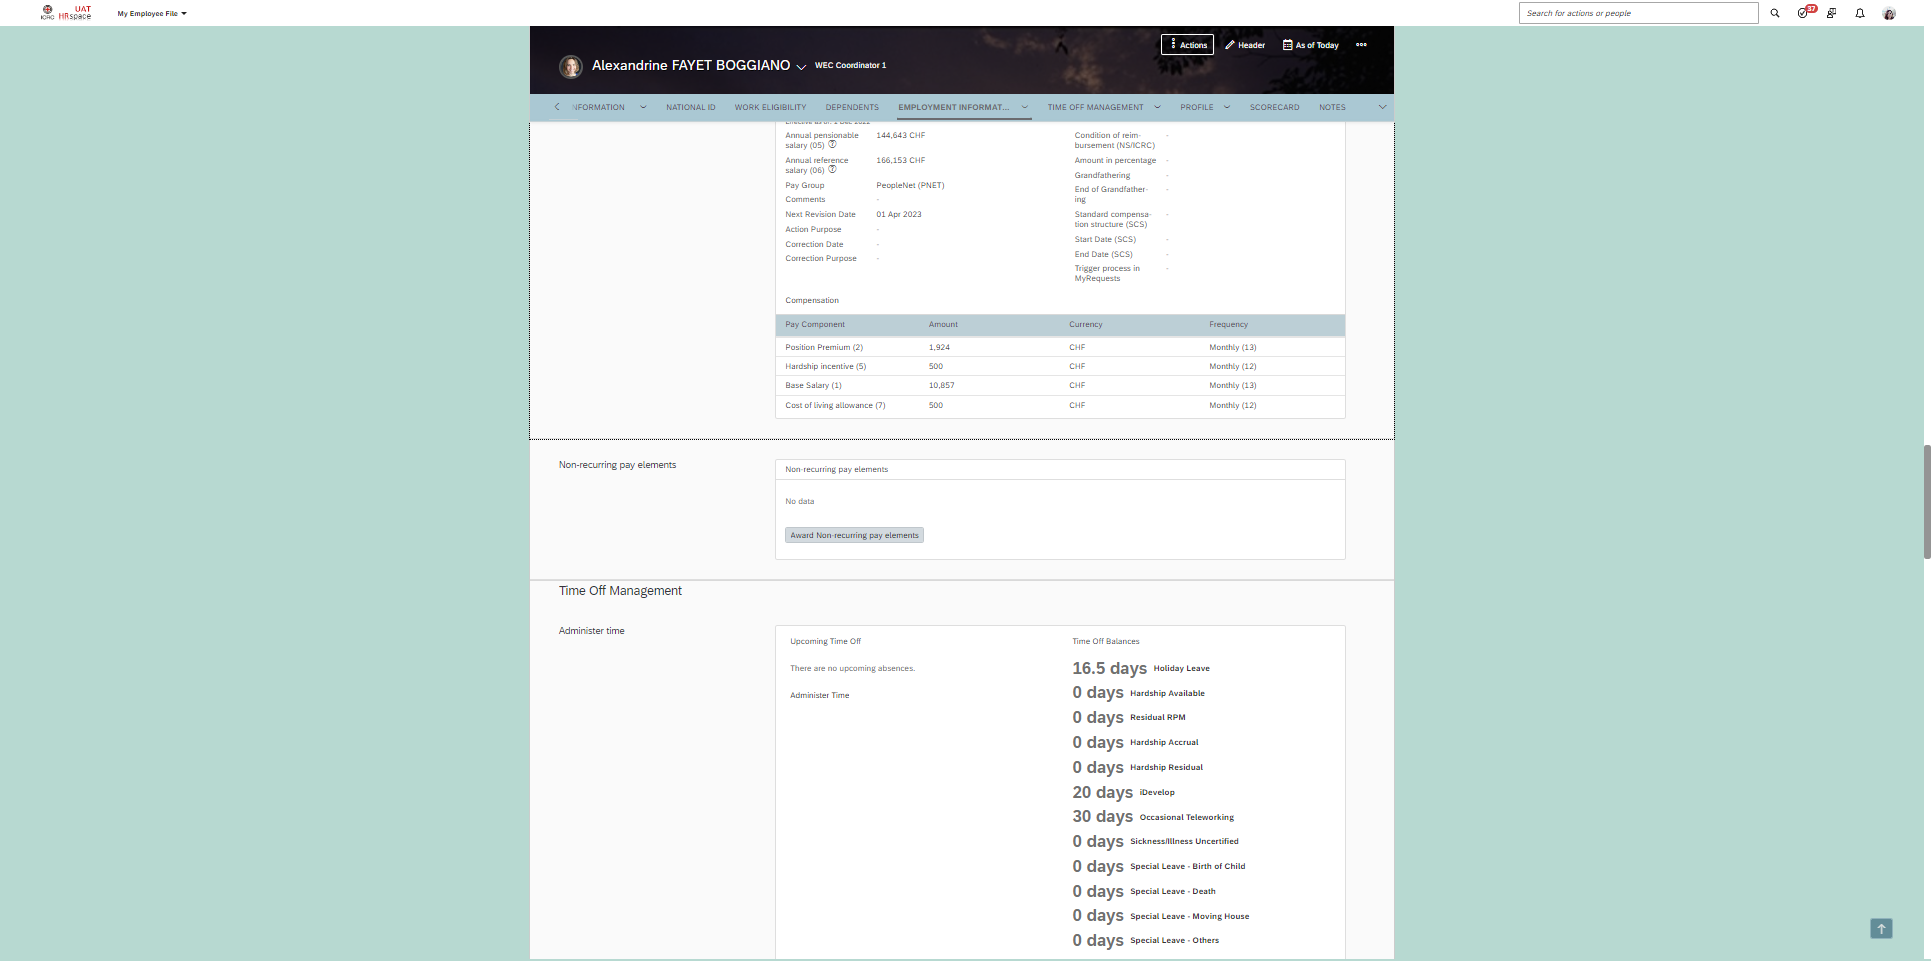 ICRC UAT HRspace My Employee File Search for actions or people 37
Actions Header As of Today
Alexandrine FAYET BOGGIANO WEC Coordinator 1
NFORMATION NATIONAL ID WORK ELIGIBILITY DEPENDENTS EMPLOYMENT INFORMAT... TIME OFF MANAGEMENT PROFILE SCORECARD NOTES
Annual pensionable
salary (05) 144,643 CHF
Annual reference
salary (06) 166,153 CHF
Pay Group PeopleNet (PNET)
Comments -
Next Revision Date 01 Apr 2023
Action Purpose -
Correction Date -
Correction Purpose -
Condition of reim-
bursement (NS/ICRC) -
Amount in percentage -
Grandfathering -
End of Grandfather-
ing -
Standard compensa-
tion structure (SCS) -
Start Date (SCS) -
End Date (SCS) -
Trigger process in
MyRequests -
Compensation
Pay Component Amount Currency Frequency
Position Premium (2) 1,924 CHF Monthly (13)
Hardship incentive (5) 500 CHF Monthly (12)
Base Salary (1) 10,857 CHF Monthly (13)
Cost of living allowance (7) 500 CHF Monthly (12)
Non-recurring pay elements
Non-recurring pay elements
No data
Award Non-recurring pay elements
Time Off Management
Administer time
Upcoming Time Off
There are no upcoming absences.
Administer Time
Time Off Balances
16.5 days Holiday Leave
0 days Hardship Available
0 days Residual RPM
0 days Hardship Accrual
0 days Hardship Residual
20 days iDevelop
30 days Occasional Teleworking
0 days Sickness/Illness Uncertified
0 days Special Leave - Birth of Child
0 days Special Leave - Death
0 days Special Leave - Moving House
0 days Special Leave - Others